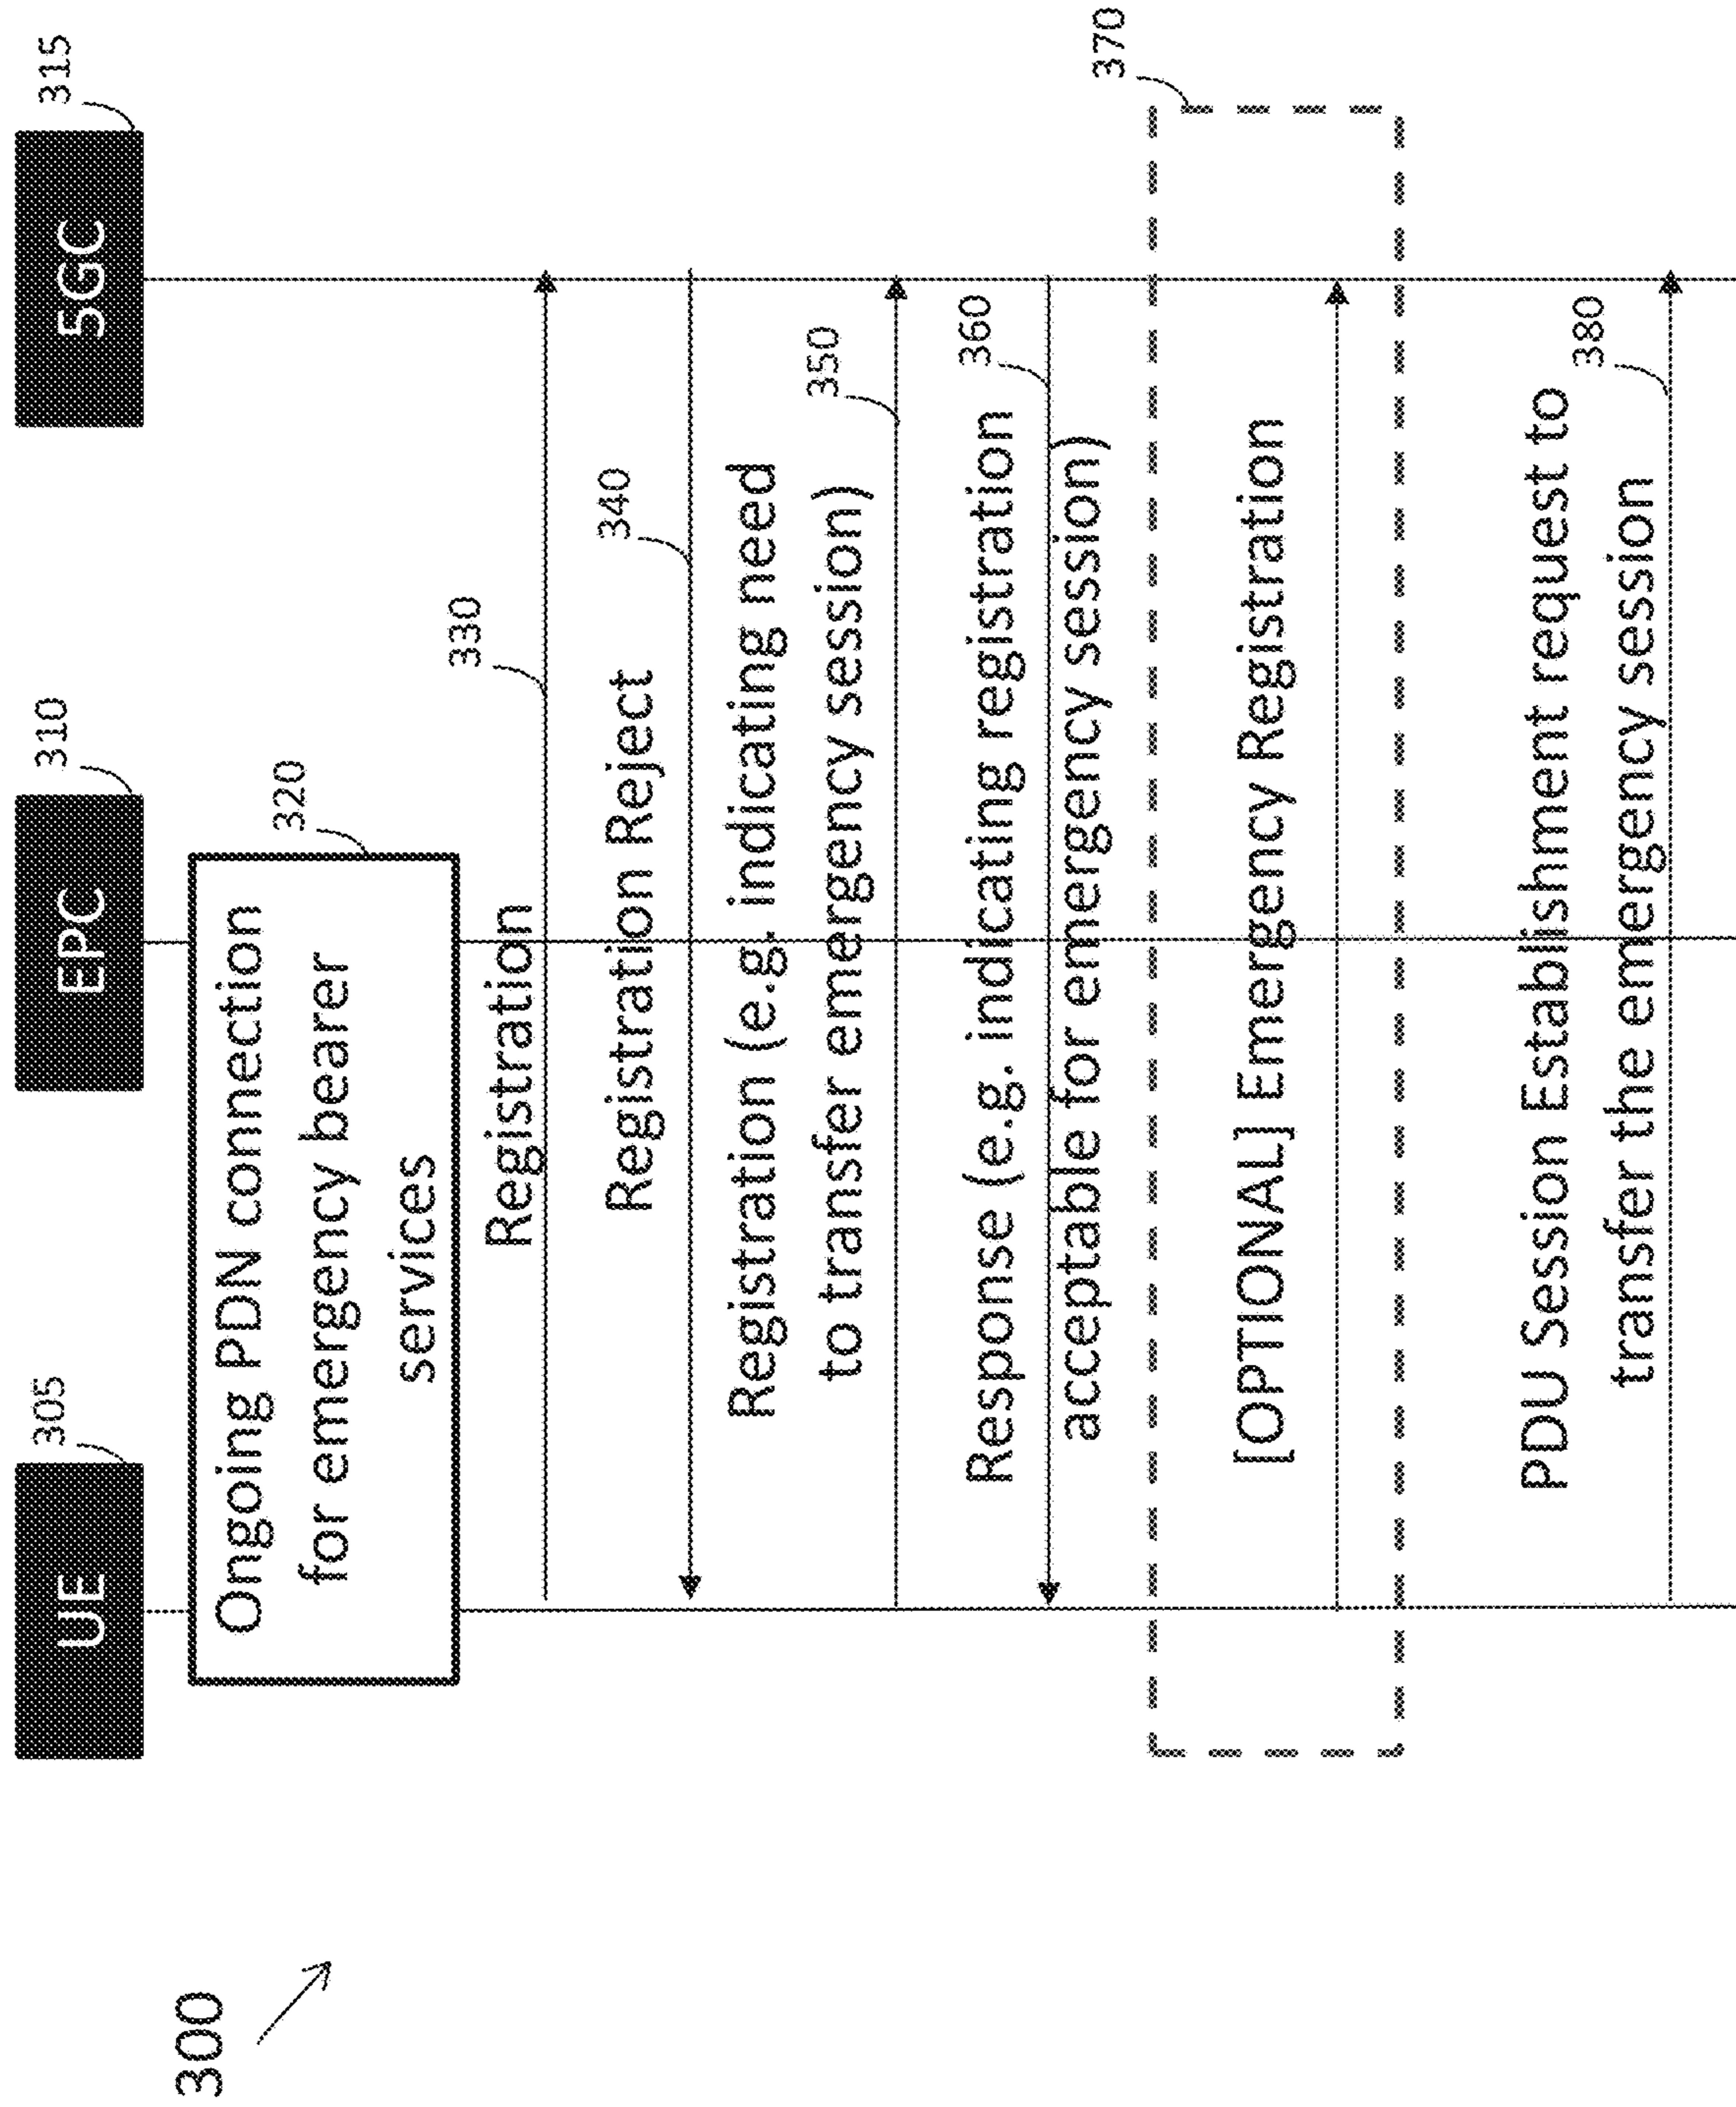 300
UE
305
EPC
310
5GC
315
Ongoing PDN connection
for emergency bearer
services
320
Registration
330
Registration Reject
340
Registration (e.g. indicating need
to transfer emergency session)
350
Response (e.g. indicating registration
acceptable for emergency session)
360
370
[OPTIONAL] Emergency Registration
PDU Session Establishment request to
transfer the emergency session
380